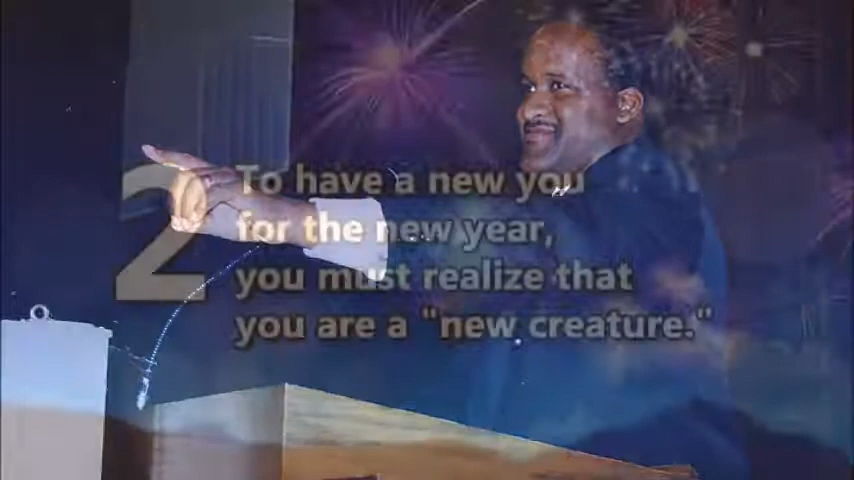 2
To have a new you
for the new year,
you must realize that
you are a "new creature."